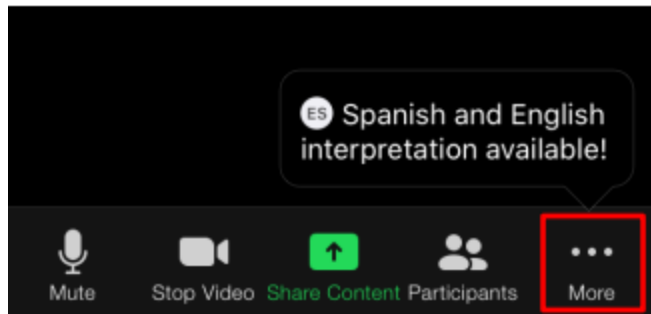 ES Spanish and English
interpretation available!
Mute Stop Video Share Content Participants More